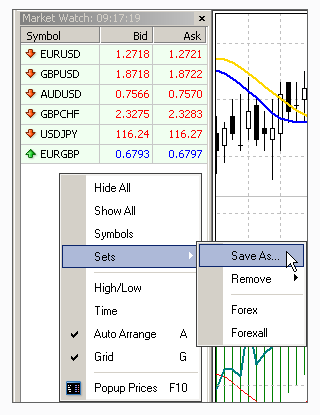 Market Watch: 09:17:19
Symbol Bid Ask
EURUSD 1.2718 1.2721
GBPUSD 1.8718 1.8722
AUDUSD 0.7566 0.7570
GBPCHF 2.3275 2.3283
USDJPY 116.24 116.27
EURGBP 0.6793 0.6797
Hide All
Show All
Symbols
Sets
Save As...
Remove
Forex
Forexall
High/Low
Time
Auto Arrange A
Grid G
Popup Prices F10